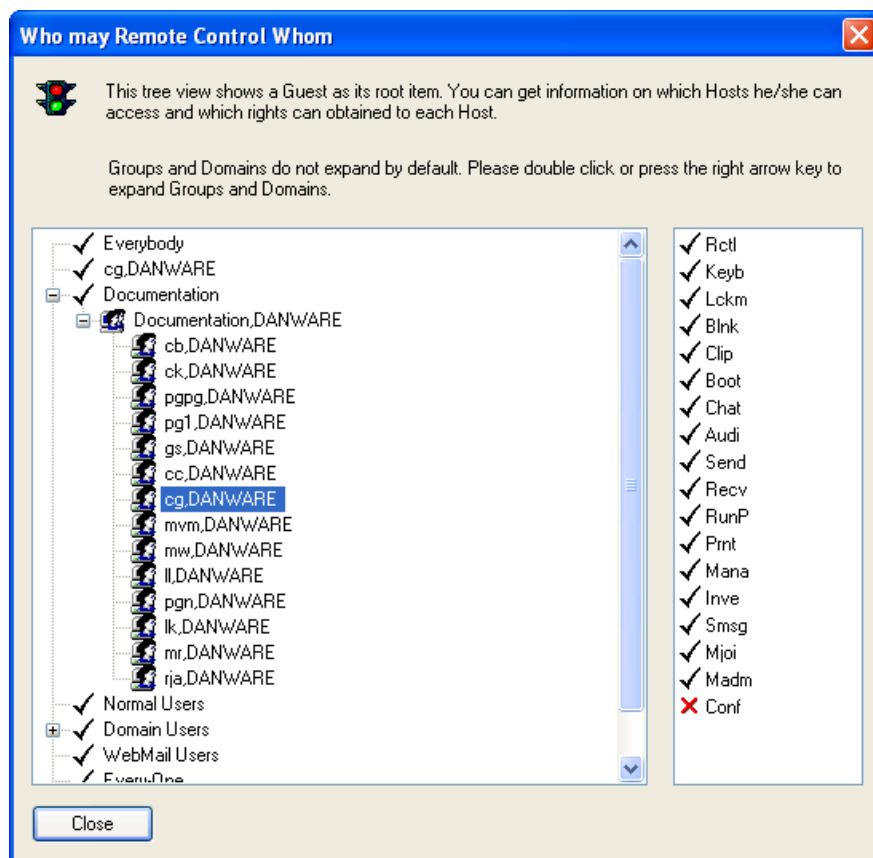 Who may Remote Control Whom
This tree view shows a Guest as its root item. You can get information on which Hosts he/she can
access and which rights can obtained to each Host.
Groups and Domains do not expand by default. Please double click or press the right arrow key to
expand Groups and Domains.
Everybody
cg,DANWARE
Documentation
Documentation,DANWARE
cb,DANWARE
ck,DANWARE
pgpg,DANWARE
pg1,DANWARE
gs,DANWARE
cc,DANWARE
cg,DANWARE
mvm,DANWARE
mw,DANWARE
ll,DANWARE
pgn,DANWARE
lk,DANWARE
mr,DANWARE
rja,DANWARE
Normal Users
Domain Users
WebMail Users
Every-One
Rctl
Keyb
Lckm
Blnk
Clip
Boot
Chat
Audi
Send
Recv
RunP
Prnt
Mana
Inve
Smsg
Mjoi
Madm
Conf
Close